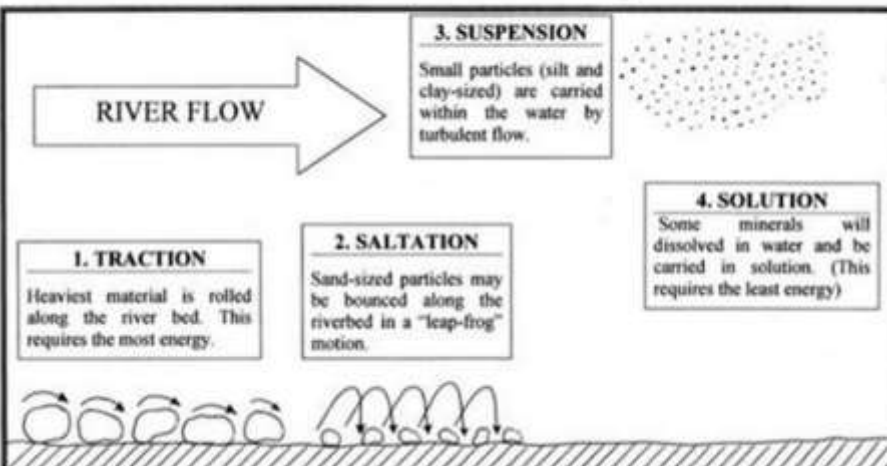 RIVER FLOW
3. SUSPENSION
Small particles (silt and
clay-sized) are carried
within the water by
turbulent flow.
4. SOLUTION
Some minerals will
dissolved in water and be
carried in solution. (This
requires the least energy)
1. TRACTION
Heaviest material is rolled
along the river bed. This
requires the most energy.
2. SALTATION
Sand-sized particles may
be bounced along the
riverbed in a "leap-frog"
motion.